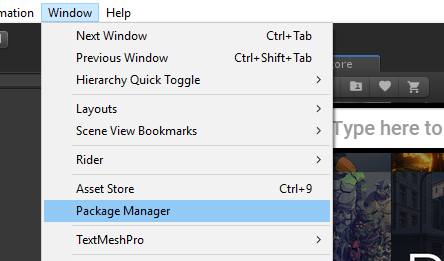 mation Window Help
Next Window Ctrl+Tab
Previous Window Ctrl+Shift+Tab
Hierarchy Quick Toggle
Layouts
Scene View Bookmarks
Rider
Asset Store Ctrl+9
Package Manager
TextMeshPro
tore
Type here to